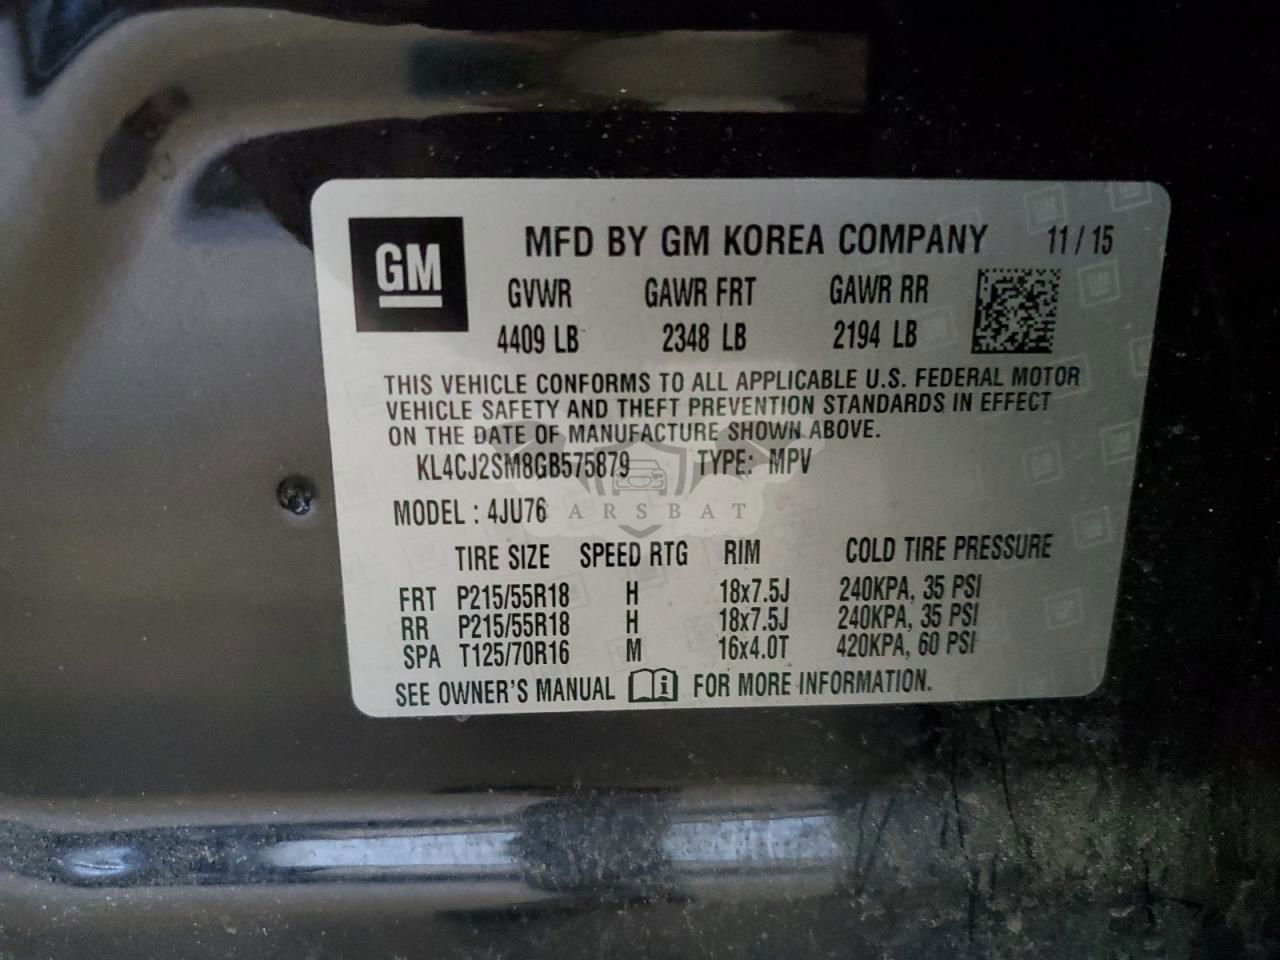 GM
MFD BY GM KOREA COMPANY 11/15
GVWR GAWR FRT GAWR RR
4409 LB 2348 LB 2194 LB
THIS VEHICLE CONFORMS TO ALL APPLICABLE U.S. FEDERAL MOTOR
VEHICLE SAFETY AND THEFT PREVENTION STANDARDS IN EFFECT
ON THE DATE OF MANUFACTURE SHOWN ABOVE.
KL4CJ2SM8GB575879 TYPE: MPV
MODEL : 4JU76
CARSBAT
TIRE SIZE SPEED RTG RIM COLD TIRE PRESSURE
FRT P215/55R18 H 18x7.5J 240KPA, 35 PSI
RR P215/55R18 H 18x7.5J 240KPA, 35 PSI
SPA T125/70R16 M 16x4.0T 420KPA, 60 PSI
SEE OWNER'S MANUAL FOR MORE INFORMATION.